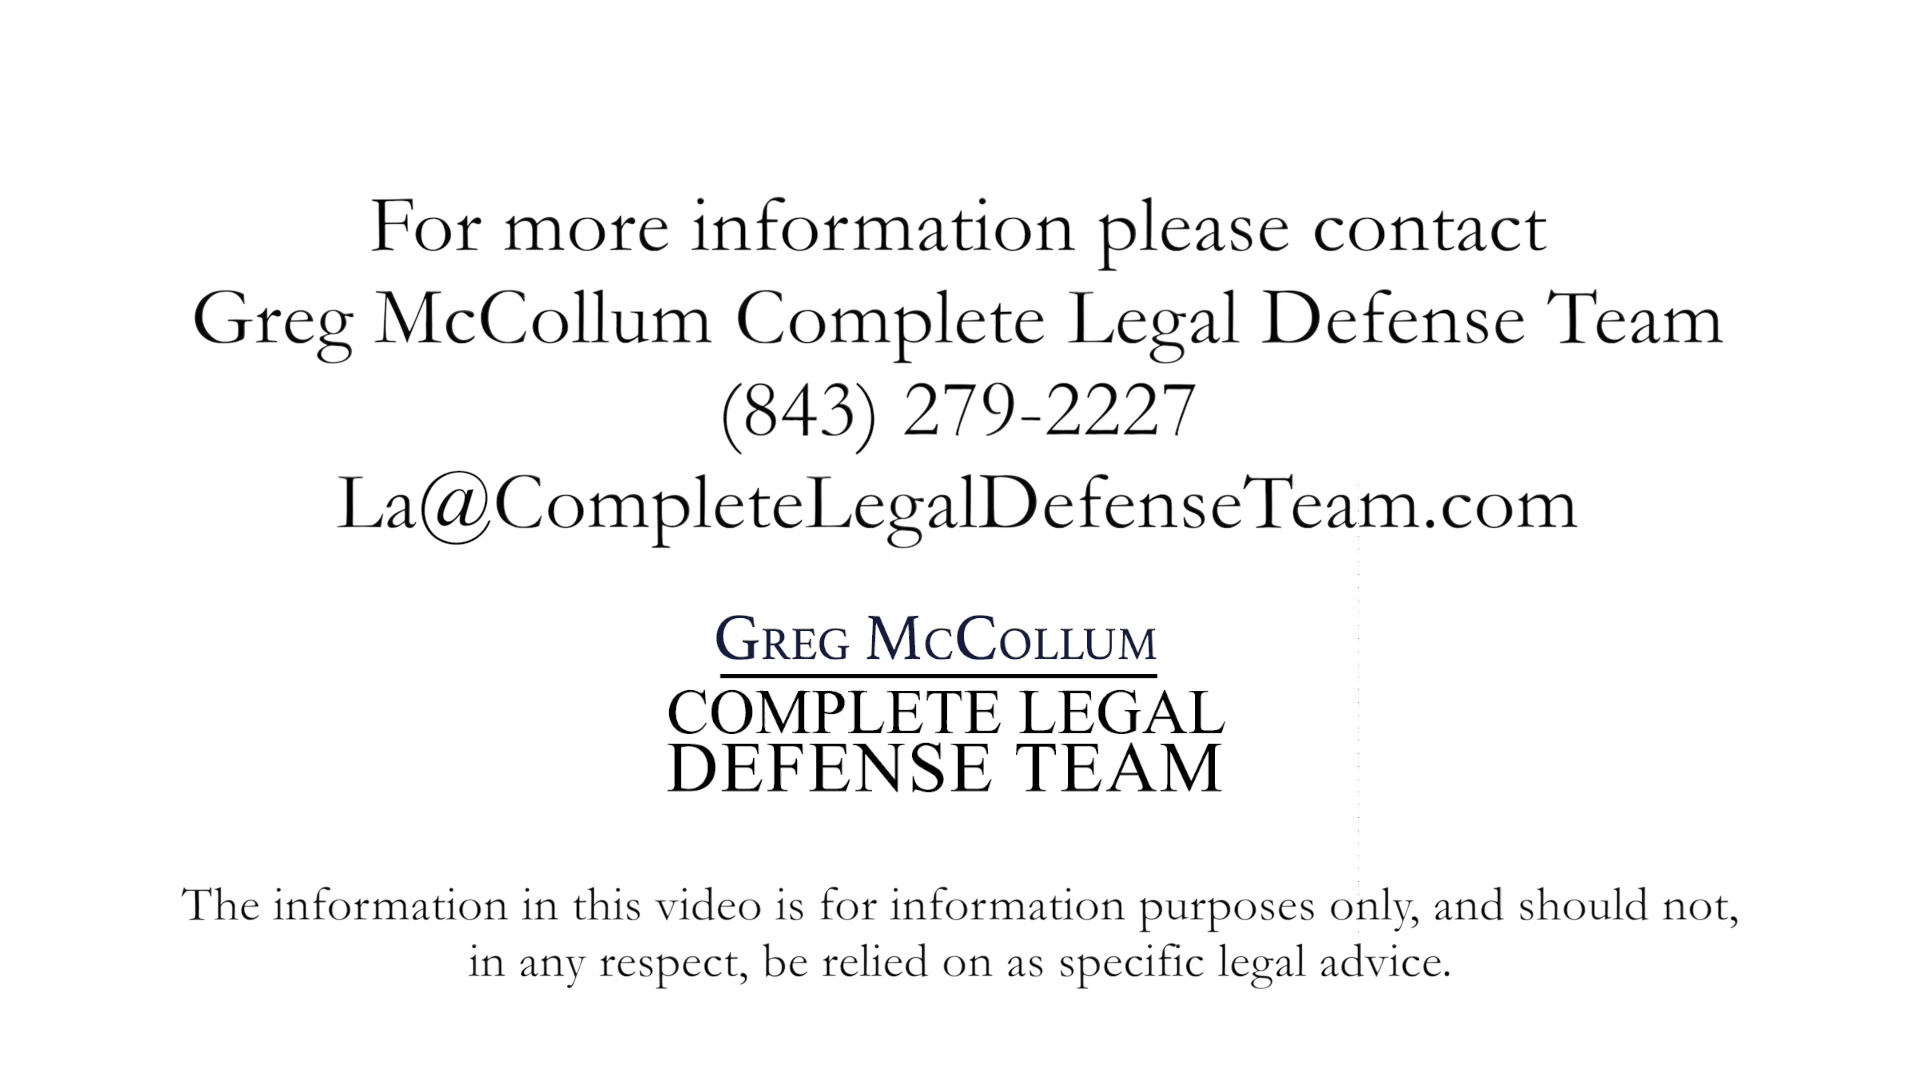 For more information please contact
Greg McCollum Complete Legal Defense Team
(843) 279-2227
La@CompleteLegalDefenseTeam.com
GREG MCCOLLUM
COMPLETE LEGAL
DEFENSE TEAM
The information in this video is for information purposes only, and should not,
in any respect, be relied on as specific legal advice.